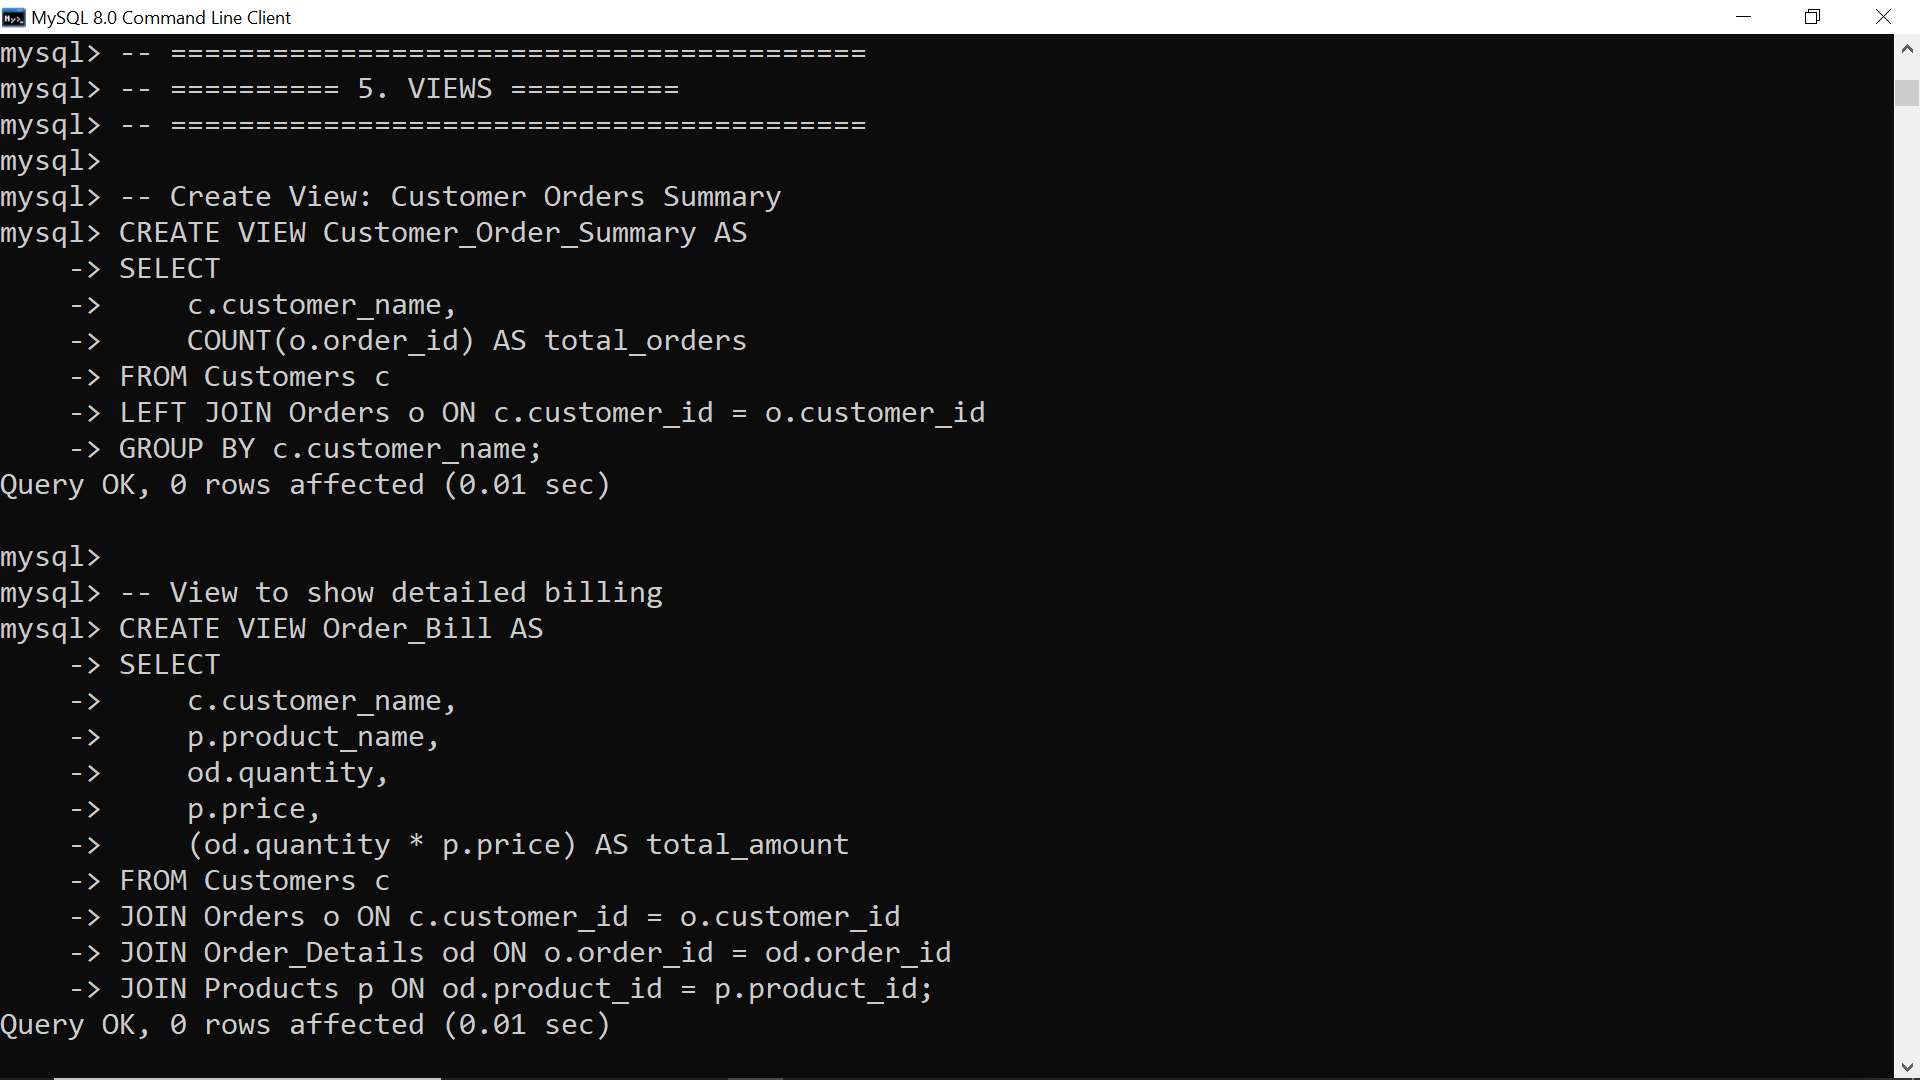 MySQL 8.0 Command Line Client
mysql> -- =========================================
mysql> -- ========== 5. VIEWS ==========
mysql> -- =========================================
mysql>
mysql> -- Create View: Customer Orders Summary
mysql> CREATE VIEW Customer_Order_Summary AS
    -> SELECT
    ->     c.customer_name,
    ->     COUNT(o.order_id) AS total_orders
    -> FROM Customers c
    -> LEFT JOIN Orders o ON c.customer_id = o.customer_id
    -> GROUP BY c.customer_name;
Query OK, 0 rows affected (0.01 sec)

mysql>
mysql> -- View to show detailed billing
mysql> CREATE VIEW Order_Bill AS
    -> SELECT
    ->     c.customer_name,
    ->     p.product_name,
    ->     od.quantity,
    ->     p.price,
    ->     (od.quantity * p.price) AS total_amount
    -> FROM Customers c
    -> JOIN Orders o ON c.customer_id = o.customer_id
    -> JOIN Order_Details od ON o.order_id = od.order_id
    -> JOIN Products p ON od.product_id = p.product_id;
Query OK, 0 rows affected (0.01 sec)